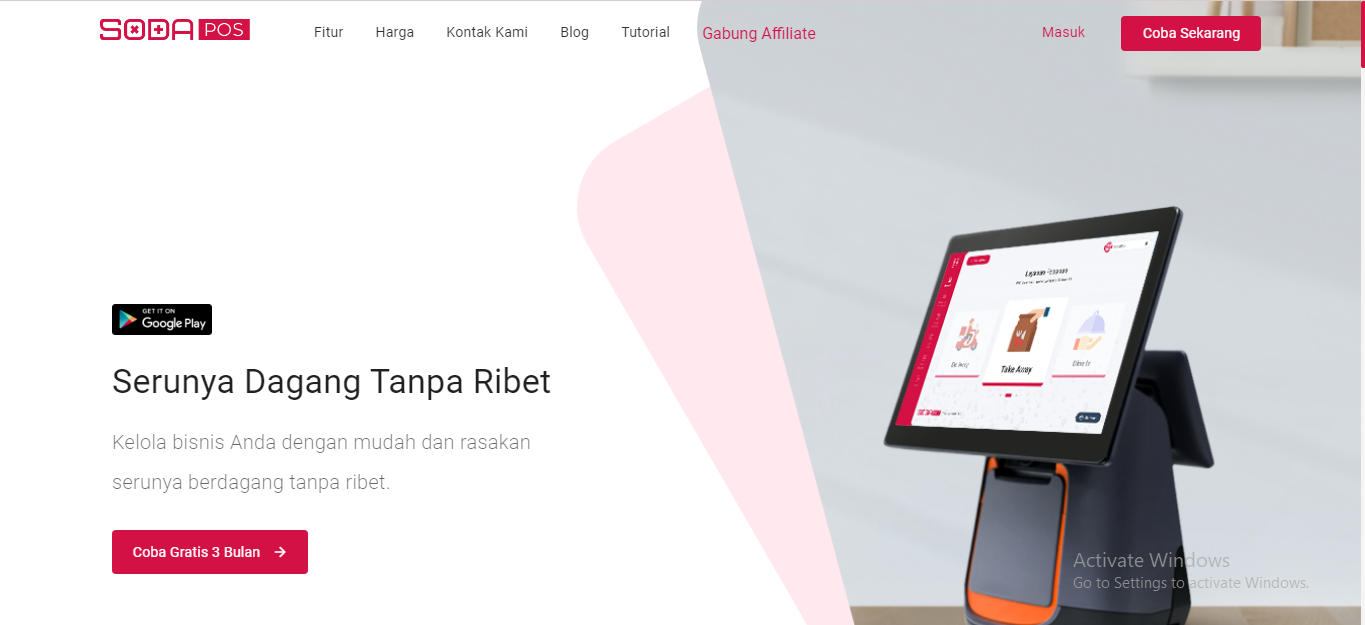 SODA POS
Fitur
Harga
Kontak Kami
Blog
Tutorial
Gabung Affiliate
Masuk
Coba Sekarang
GET IT ON
Google Play
Serunya Dagang Tanpa Ribet
Kelola bisnis Anda dengan mudah dan rasakan
serunya berdagang tanpa ribet.
Coba Gratis 3 Bulan
Take Away
Activate Windows
Go to Settings to activate Windows.